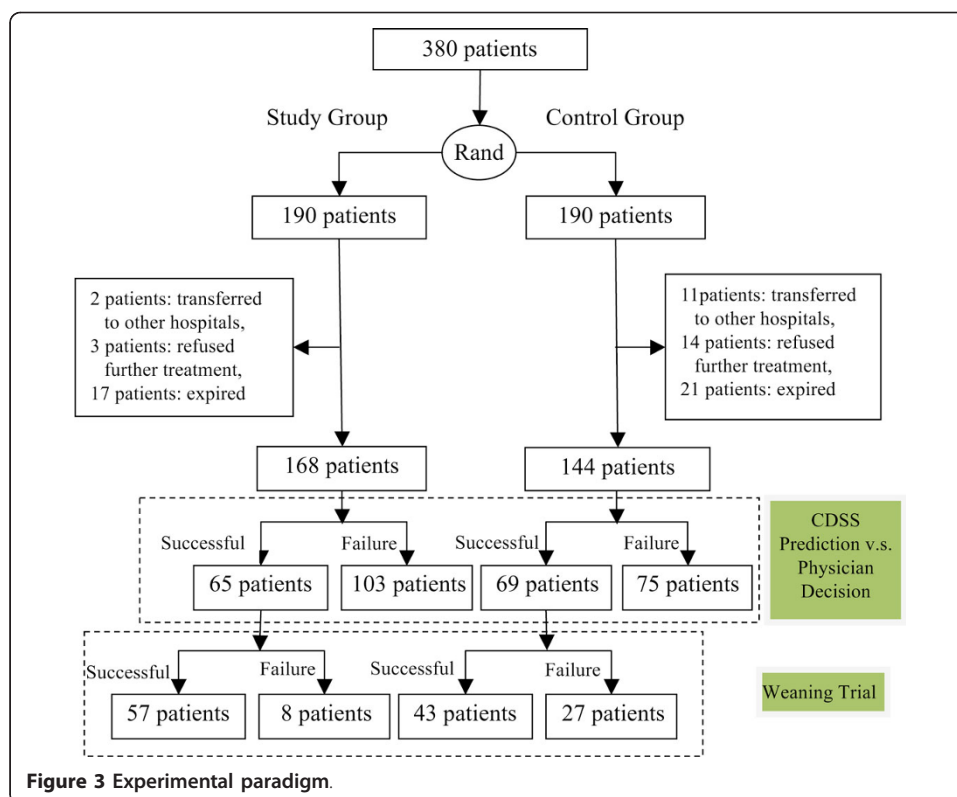 380 patients
Study Group
Control Group
Rand
190 patients
190 patients
2 patients: transferred
to other hospitals,
3 patients: refused
further treatment,
17 patients: expired
11patients: transferred
to other hospitals,
14 patients: refused
further treatment,
21 patients: expired
168 patients
144 patients
Successful
Failure
Successful
Failure
65 patients
103 patients
69 patients
75 patients
CDSS
Prediction v.s.
Physician
Decision
Successful
Failure
Successful
Failure
57 patients
8 patients
43 patients
27 patients
Weaning Trial
Figure 3 Experimental paradigm.